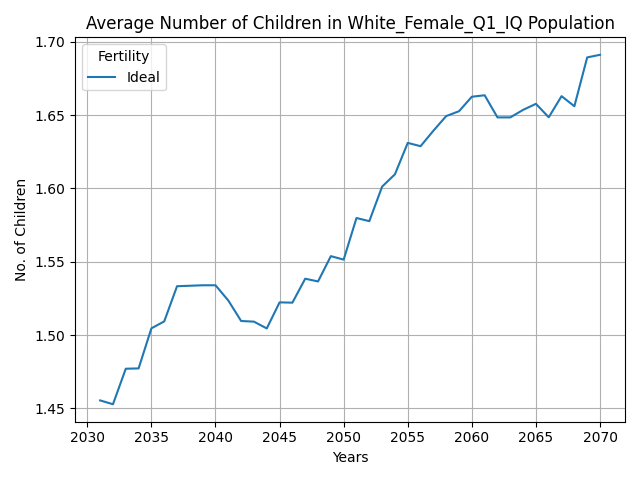 Average Number of Children in White_Female_Q1_IQ Population
Fertility
Ideal
No. of Children
1.70
1.65
1.60
1.55
1.50
1.45
2030 2035 2040 2045 2050 2055 2060 2065 2070
Years